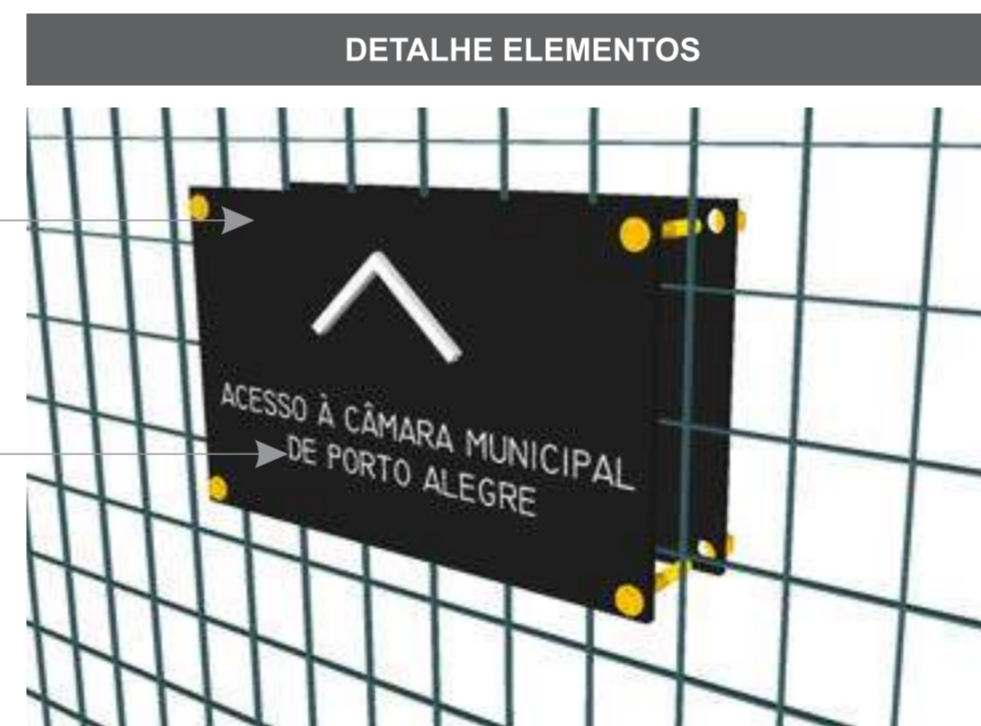 DETALHE ELEMENTOS
ACESSO À CÂMARA MUNICIPAL
DE PORTO ALEGRE